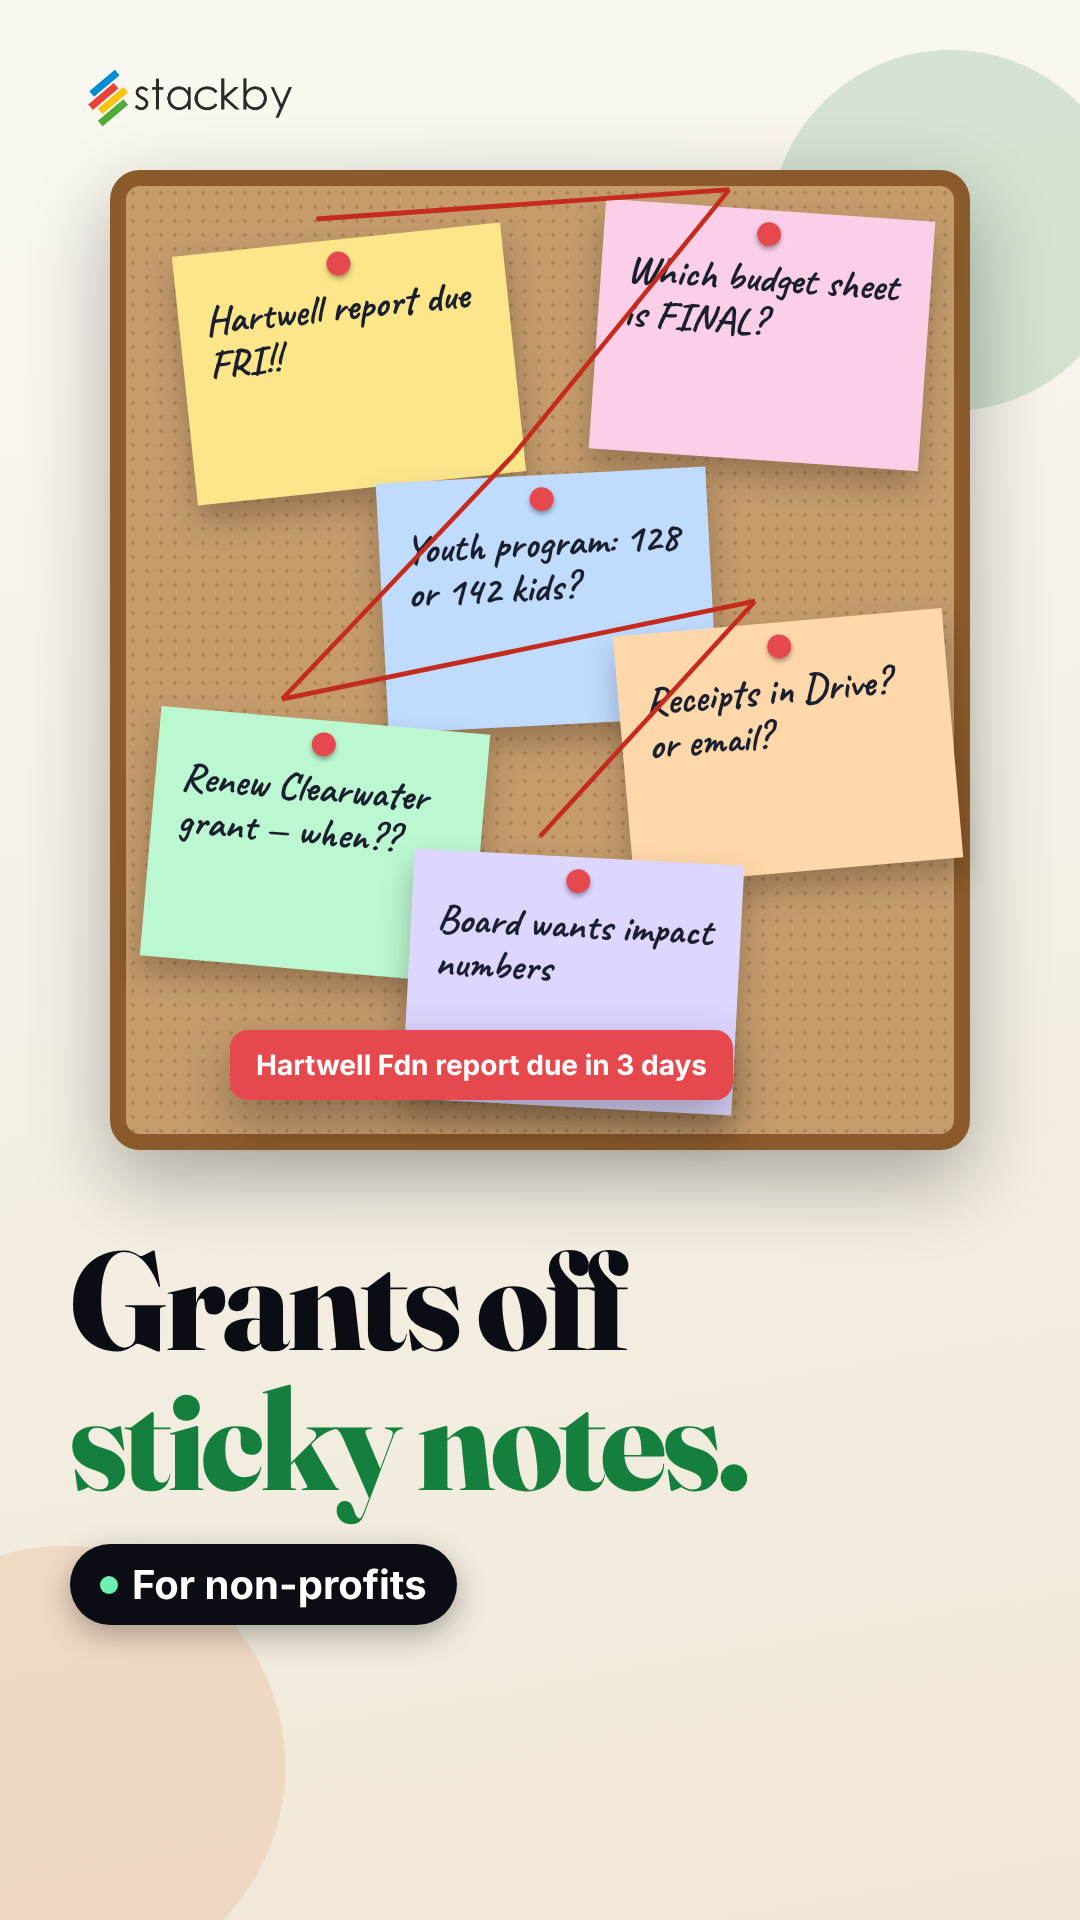 stackby
Hartwell report due
FRI!!
Which budget sheet
is FINAL?
Youth program: 128
or 142 kids?
Receipts in Drive?
or email?
Renew Clearwater
grant — when??
Board wants impact
numbers
Hartwell Fdn report due in 3 days
Grants off
sticky notes.
For non-profits